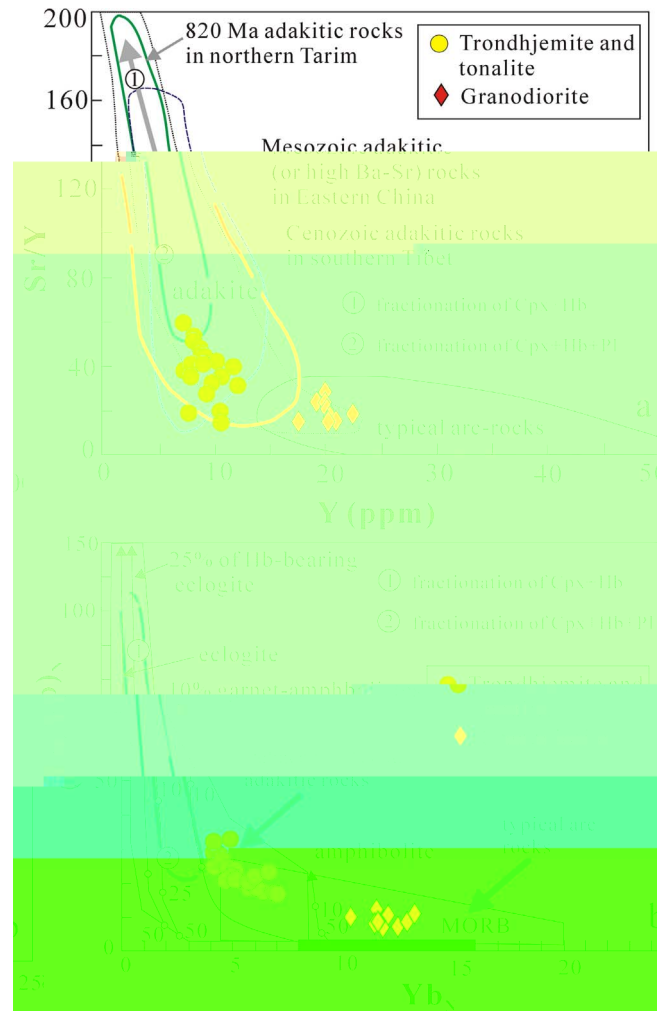 200
820 Ma adakitic rocks
in northern Tarim
Trondhjemite and
tonalite
Granodiorite
①
160
Mesozoic adakitic
(or high Ba-Sr) rocks
in Eastern China
120
Cenozoic adakitic rocks
in southern Tibet
Sr/Y
②
80
adakite
① fractionation of Cpx+Hb
② fractionation of Cpx+Hb+Pl
40
a
typical arc-rocks
0
0 10 20 30 40 50
Y (ppm)
150
25% of Hb-bearing
eclogite
① fractionation of Cpx+Hb
② fractionation of Cpx+Hb+Pl
100
eclogite
10% garnet-amphib
adakitic rocks
typical arc
rocks
amphibolite
25
10
50
50
50
MORB
0
0 5 10 15 20
25
Yb